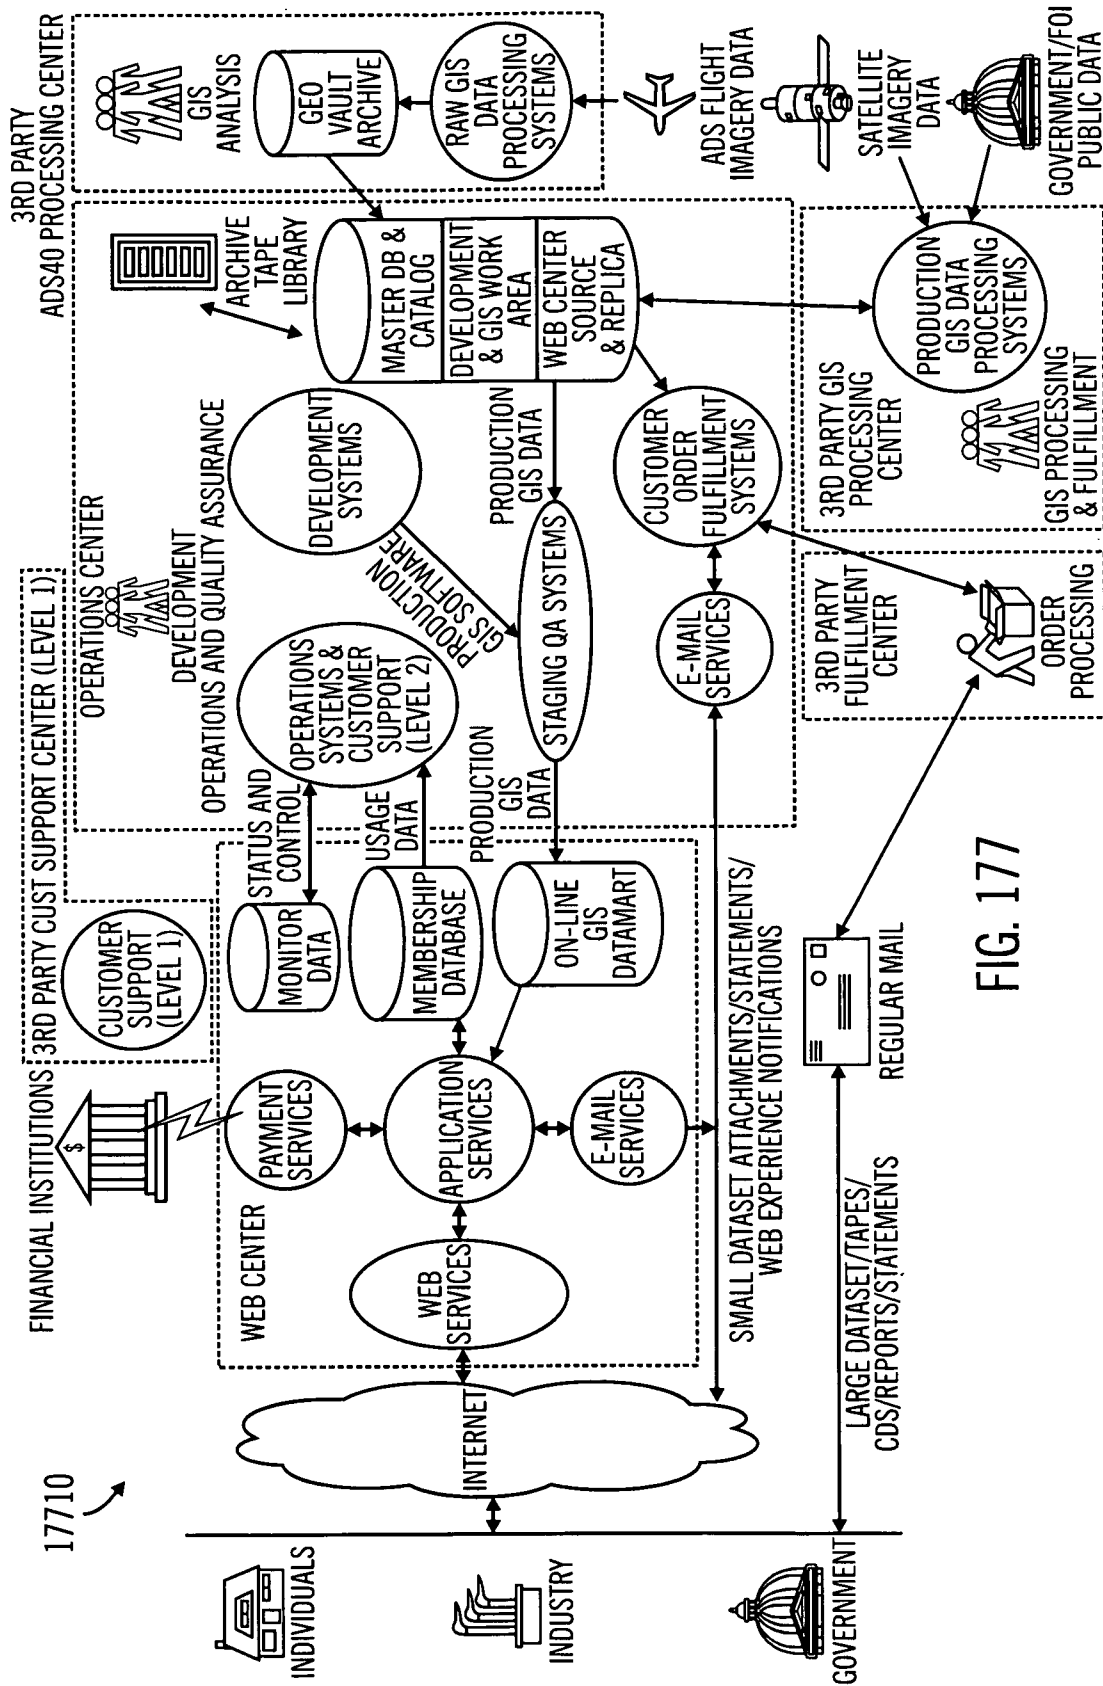 17710
INDIVIDUALS
INDUSTRY
GOVERNMENT
INTERNET
FINANCIAL INSTITUTIONS
WEB CENTER
WEB
SERVICES
PAYMENT
SERVICES
APPLICATION
SERVICES
E-MAIL
SERVICES
3RD PARTY CUST SUPPORT CENTER (LEVEL 1)
CUSTOMER
SUPPORT
(LEVEL 1)
MONITOR
DATA
MEMBERSHIP
DATABASE
ON-LINE
GIS
DATAMART
STATUS AND
CONTROL
USAGE
DATA
PRODUCTION
GIS
DATA
OPERATIONS CENTER
DEVELOPMENT
OPERATIONS AND QUALITY ASSURANCE
OPERATIONS
SYSTEMS &
CUSTOMER
SUPPORT
(LEVEL 2)
PRODUCTION
GIS SOFTWARE
DEVELOPMENT
SYSTEMS
STAGING QA SYSTEMS
PRODUCTION
GIS DATA
E-MAIL
SERVICES
CUSTOMER
ORDER
FULFILLMENT
SYSTEMS
ARCHIVE
TAPE
LIBRARY
MASTER DB &
CATALOG
DEVELOPMENT
& GIS WORK
AREA
WEB CENTER
SOURCE
& REPLICA
3RD PARTY
ADS40 PROCESSING CENTER
GIS
ANALYSIS
GEO
VAULT
ARCHIVE
RAW GIS
DATA
PROCESSING
SYSTEMS
ADS FLIGHT
IMAGERY DATA
SATELLITE
IMAGERY
DATA
GOVERNMENT/FOI
PUBLIC DATA
3RD PARTY GIS
PROCESSING
CENTER
PRODUCTION
GIS DATA
PROCESSING
SYSTEMS
GIS PROCESSING
& FULFILLMENT
3RD PARTY
FULFILLMENT
CENTER
ORDER
PROCESSING
SMALL DATASET ATTACHMENTS/STATEMENTS/
WEB EXPERIENCE NOTIFICATIONS
REGULAR MAIL
LARGE DATASET/TAPES/
CDS/REPORTS/STATEMENTS
$
FIG. 177